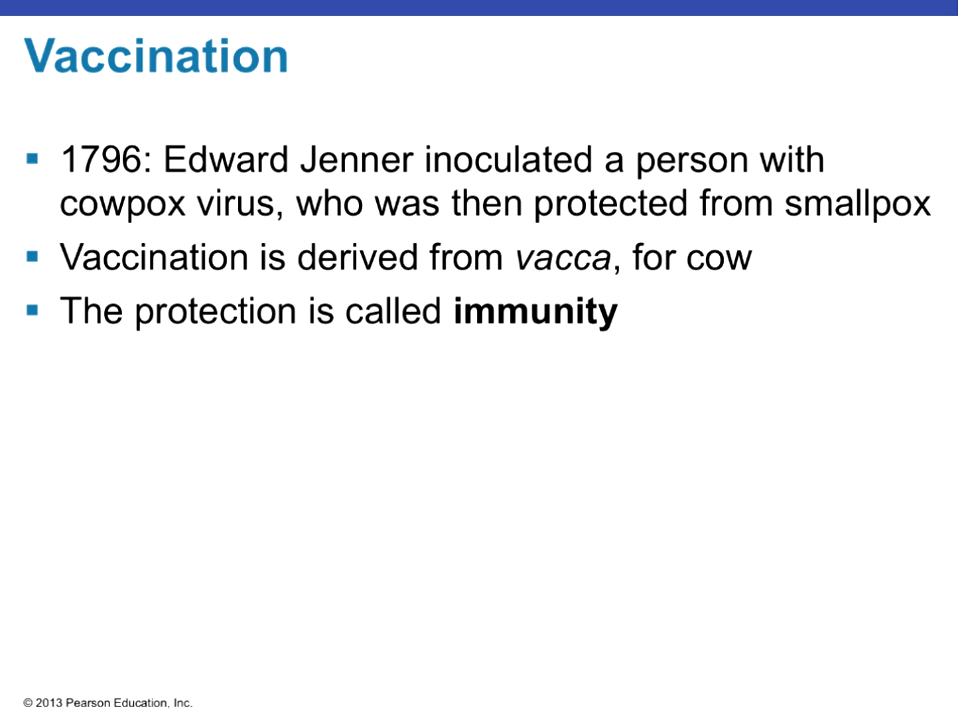 Vaccination
▪ 1796: Edward Jenner inoculated a person with
cowpox virus, who was then protected from smallpox
▪ Vaccination is derived from vacca, for cow
▪ The protection is called immunity
© 2013 Pearson Education, Inc.